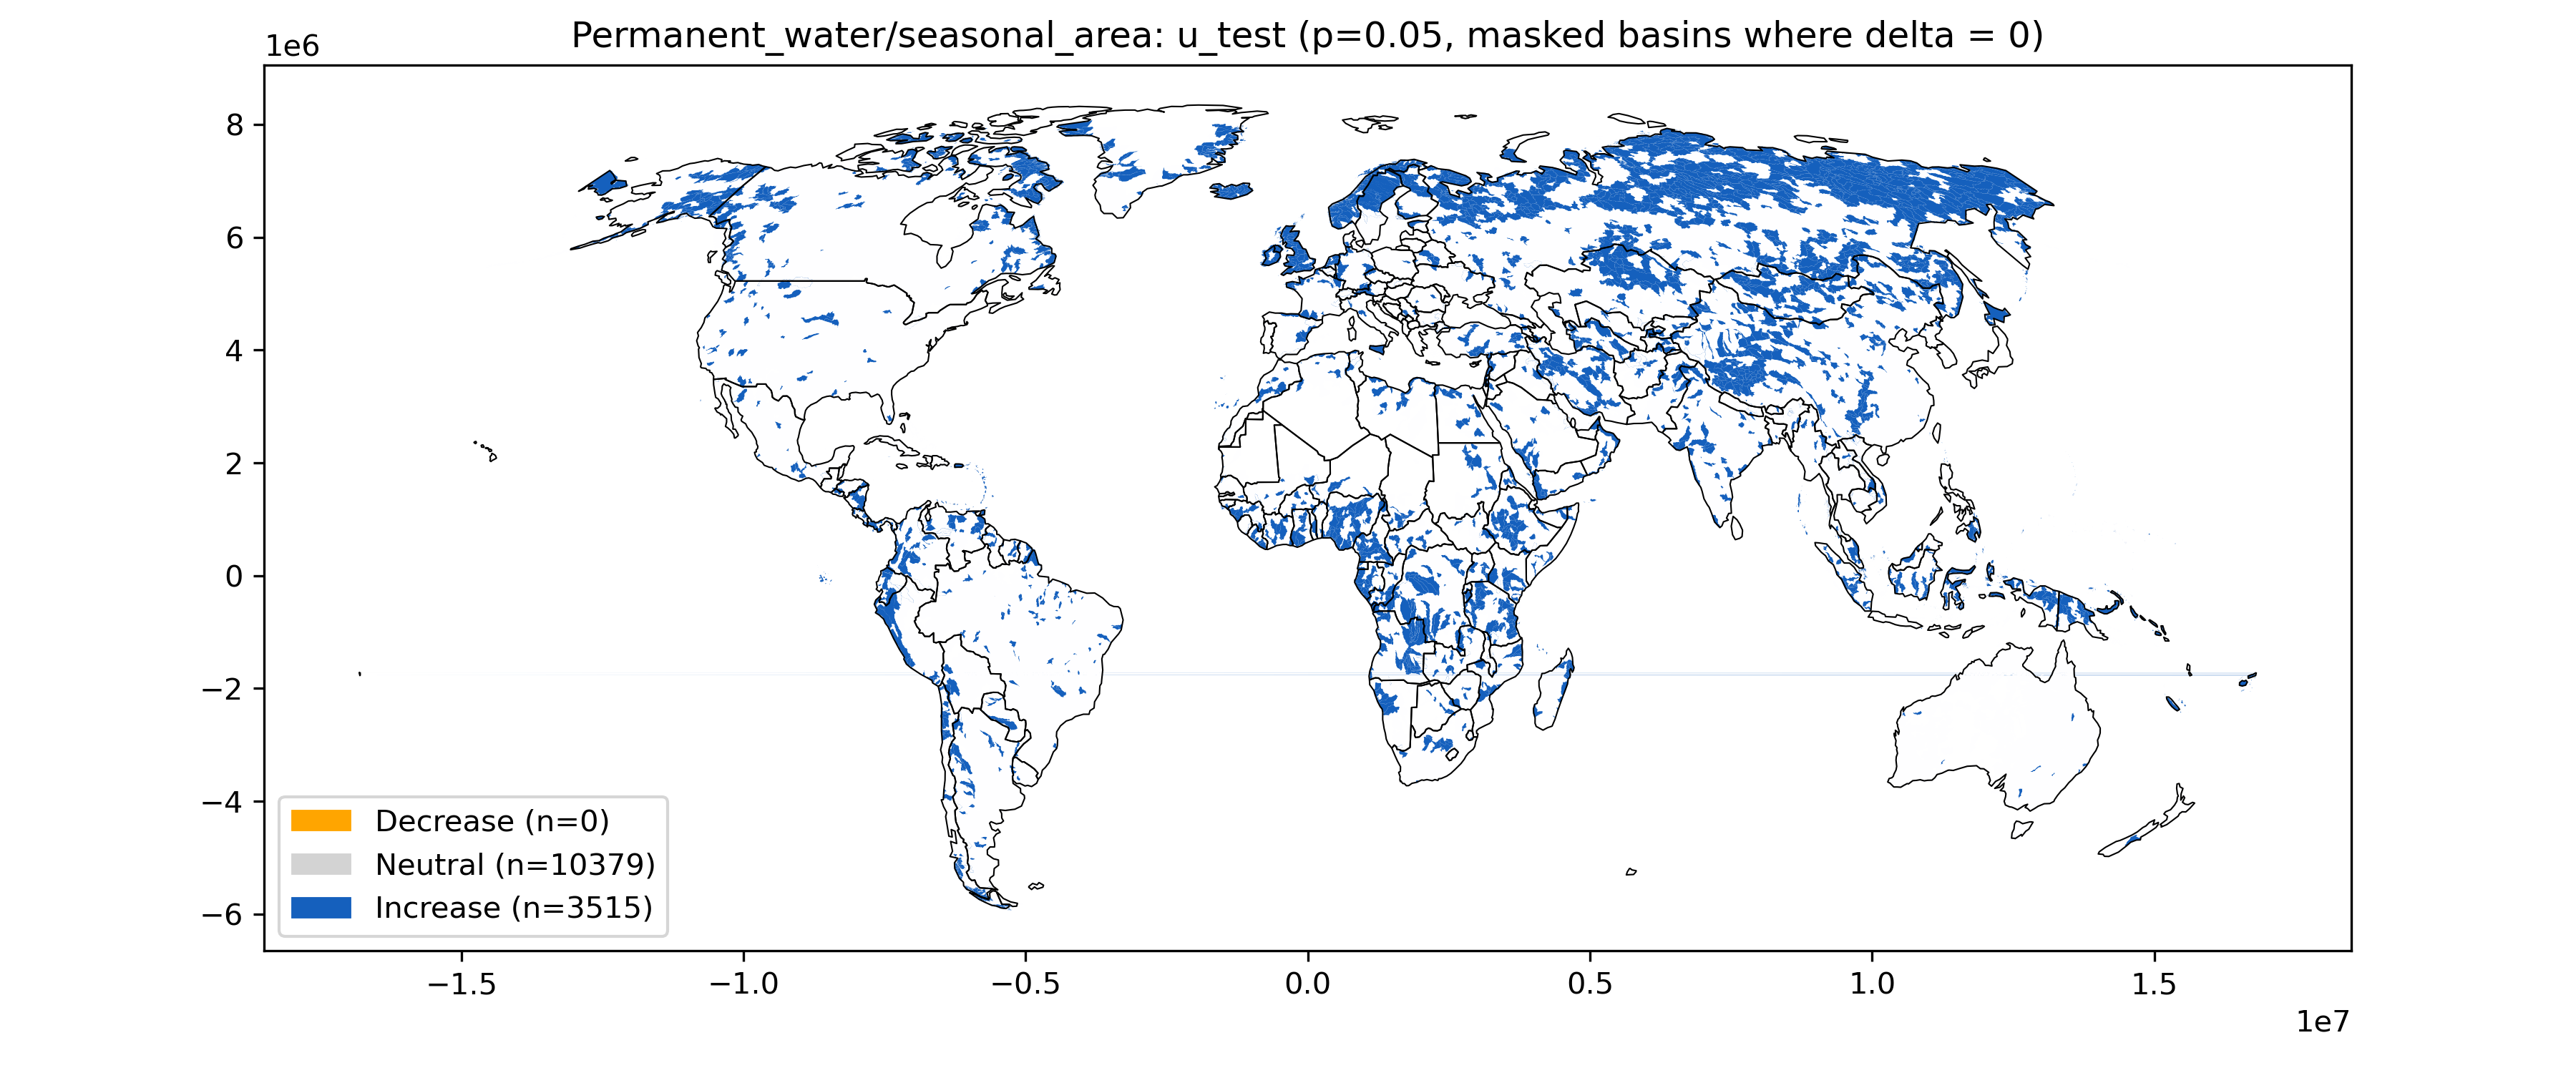 Permanent_water/seasonal_area: u_test (p=0.05, masked basins where delta = 0)
1e6
8
6
4
2
0
−2
−4
−6
Decrease (n=0)
Neutral (n=10379)
Increase (n=3515)
−1.5 −1.0 −0.5 0.0 0.5 1.0 1.5
1e7